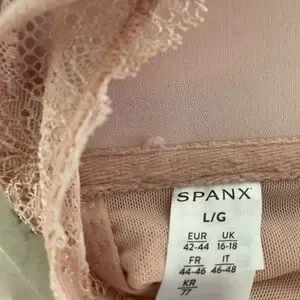 SPANX
L/G
EUR UK
42-44 16-18
FR IT
44-46 46-48
KR
77